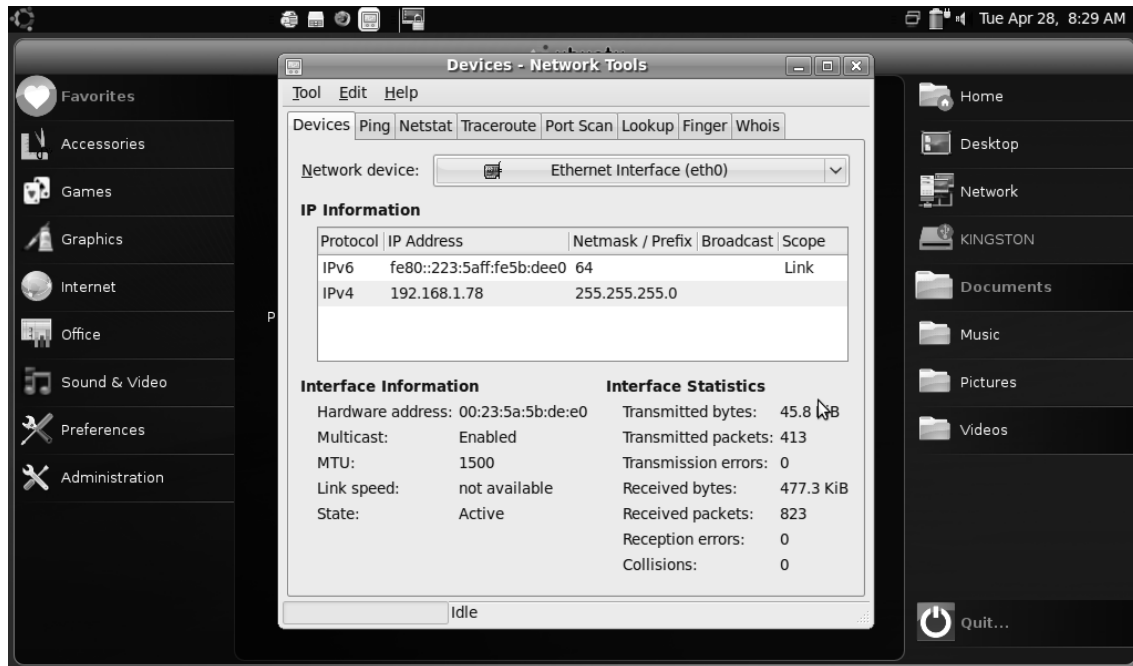 Tue Apr 28, 8:29 AM
Devices - Network Tools
Tool Edit Help
Devices Ping Netstat Traceroute Port Scan Lookup Finger Whois
Network device: Ethernet Interface (eth0)
IP Information
Protocol IP Address Netmask / Prefix Broadcast Scope
IPv6 fe80::223:5aff:fe5b:dee0 64 Link
IPv4 192.168.1.78 255.255.255.0
Interface Information
Hardware address: 00:23:5a:5b:de:e0
Multicast: Enabled
MTU: 1500
Link speed: not available
State: Active
Interface Statistics
Transmitted bytes: 45.8
Transmitted packets: 413
Transmission errors: 0
Received bytes: 477.3 KiB
Received packets: 823
Reception errors: 0
Collisions: 0
Idle
Favorites
Accessories
Games
Graphics
Internet
Office
Sound & Video
Preferences
Administration
P
Home
Desktop
Network
KINGSTON
Documents
Music
Pictures
Videos
Quit...